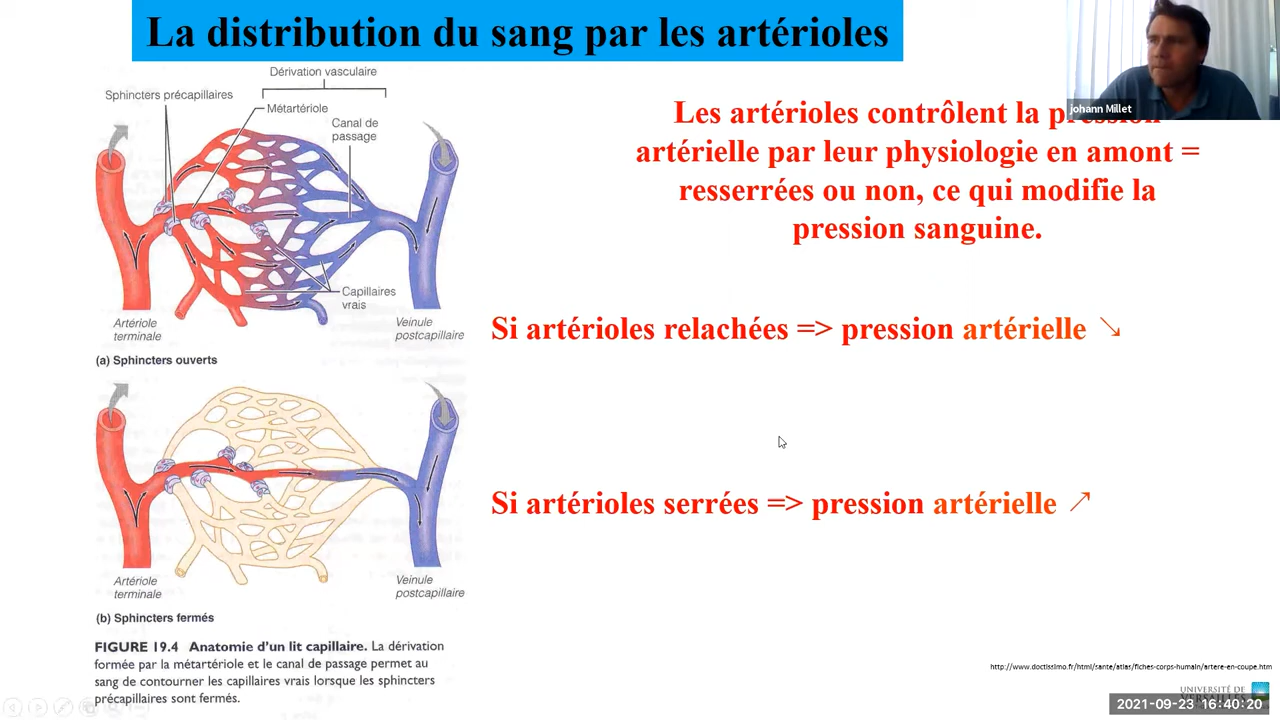 La distribution du sang par les artérioles
johann Millet
Dérivation vasculaire
Sphincters précapillaires
Métartériole
Canal de
passage
Capillaires
vrais
Artériole
terminale
Veinule
postcapillaire
(a) Sphincters ouverts
Artériole
terminale
Veinule
postcapillaire
(b) Sphincters fermés
FIGURE 19.4 Anatomie d'un lit capillaire. La dérivation
formée par la métartériole et le canal de passage permet au
sang de contourner les capillaires vrais lorsque les sphincters
précapillaires sont fermés.
Les artérioles contrôlent la pression
artérielle par leur physiologie en amont =
resserrées ou non, ce qui modifie la
pression sanguine.
Si artérioles relachées => pression artérielle ↘
Si artérioles serrées => pression artérielle ↗
http://www.doctissimo.fr/html/sante/atlas/fiches-corps-humain/artere-en-coupe.htm
UNIVERSITÉ DE
2021-09-23 16:40:20